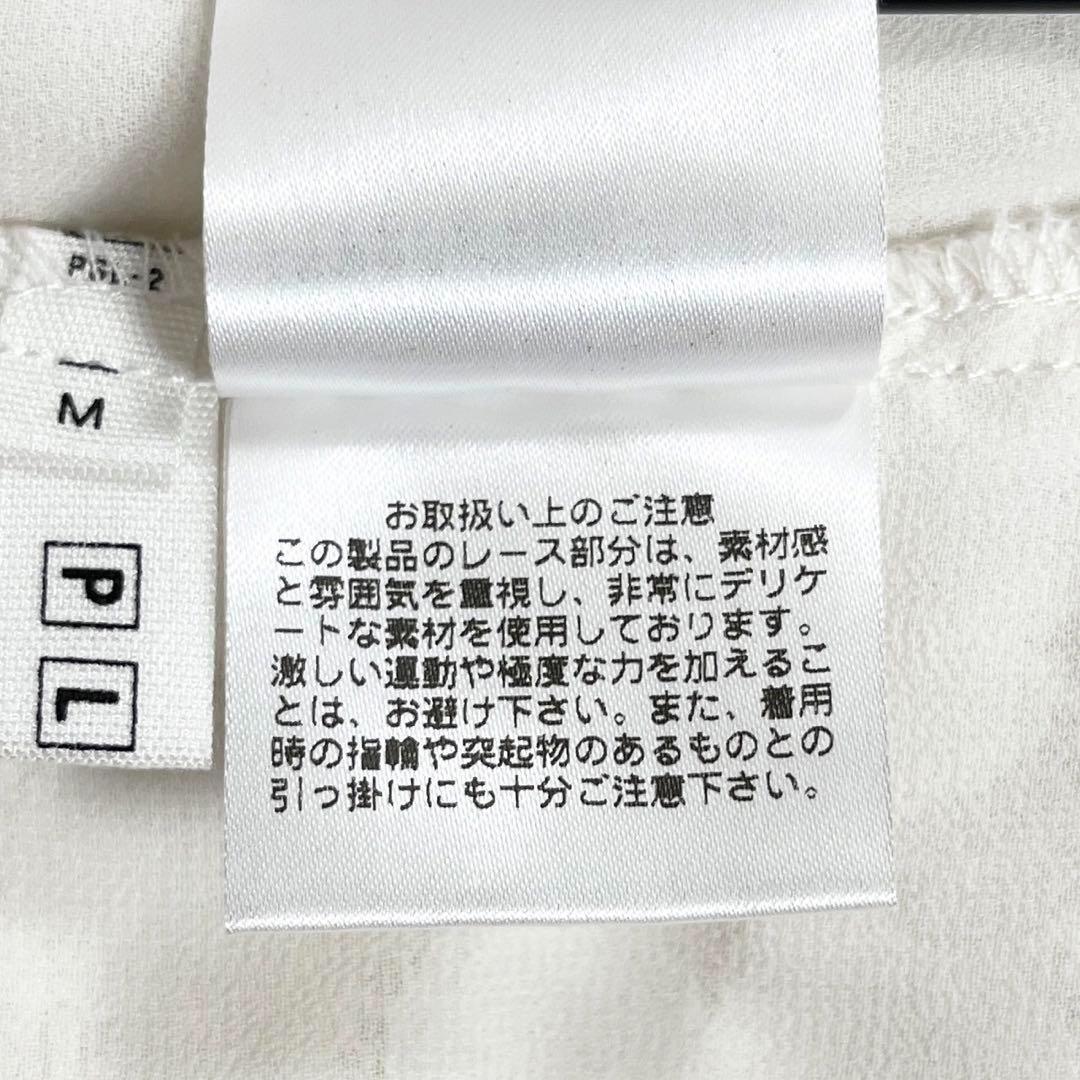 M
P
L
お取扱い上のご注意
この製品のレース部分は、素材感
と雰囲気を重視し、非常にデリケ
ートな素材を使用しております。
激しい運動や極度な力を加えるこ
とは、お避け下さい。また、着用
時の指輪や突起物のあるものとの
引っ掛けにも十分ご注意下さい。